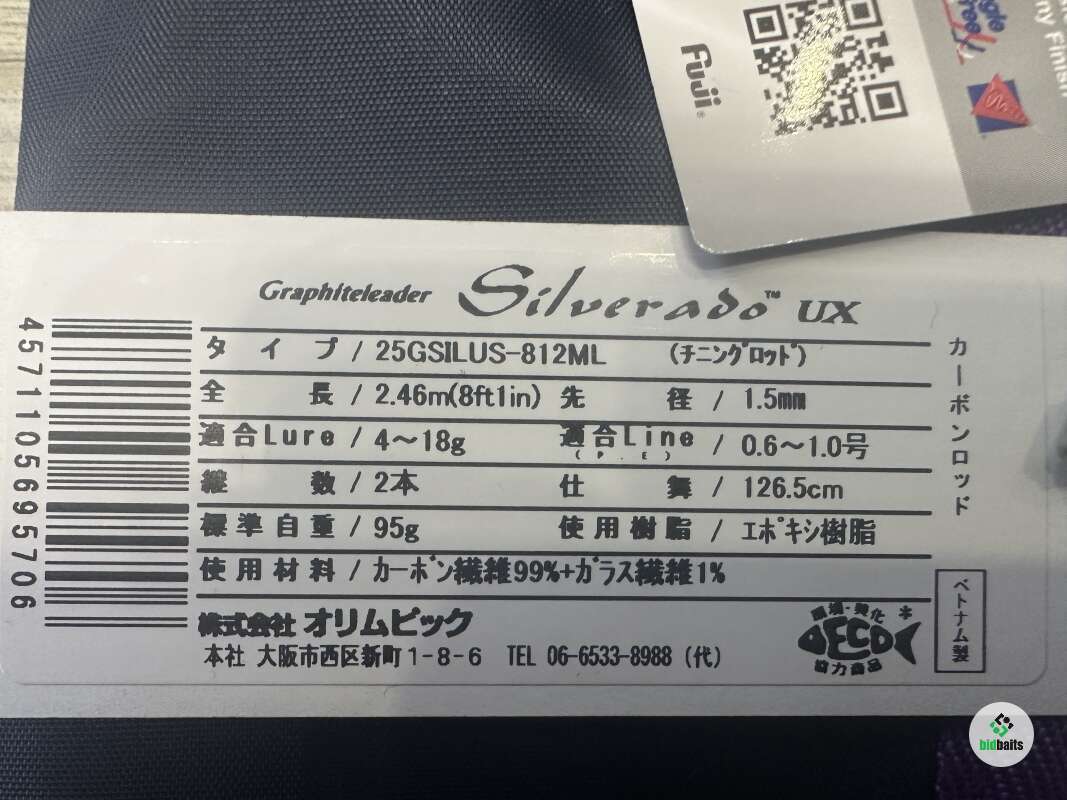 Fuji
Graphiteleader Silverado™ UX
タイプ / 25GSILUS-812ML (チニングロッド)
全長 / 2.46m(8ft1in) 先径 / 1.5mm
適合Lure / 4～18g 適合Line (P.E) / 0.6～1.0号
継数 / 2本 仕舞 / 126.5cm
標準自重 / 95g 使用樹脂 / エポキシ樹脂
使用材料 / カーボン繊維99%+ガラス繊維1%
株式会社 オリムピック
本社 大阪市西区新町1-8-6 TEL 06-6533-8988 (代)
カーボンロッド
ベトナム製
環境・美化
ECO
協力商品
4571105695706
bidbaits